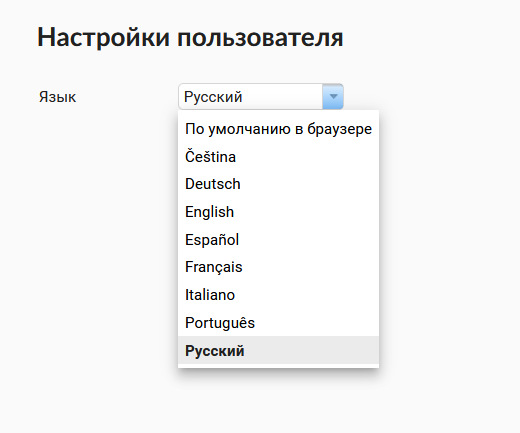 Настройки пользователя
Язык
Русский
По умолчанию в браузере
Čeština
Deutsch
English
Español
Français
Italiano
Português
Русский